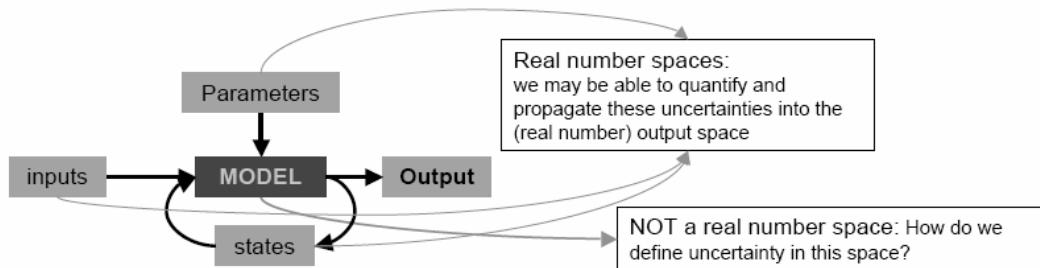 Real number spaces:
we may be able to quantify and
propagate these uncertainties into the
(real number) output space
Parameters
inputs
MODEL
Output
states
NOT a real number space: How do we
define uncertainty in this space?